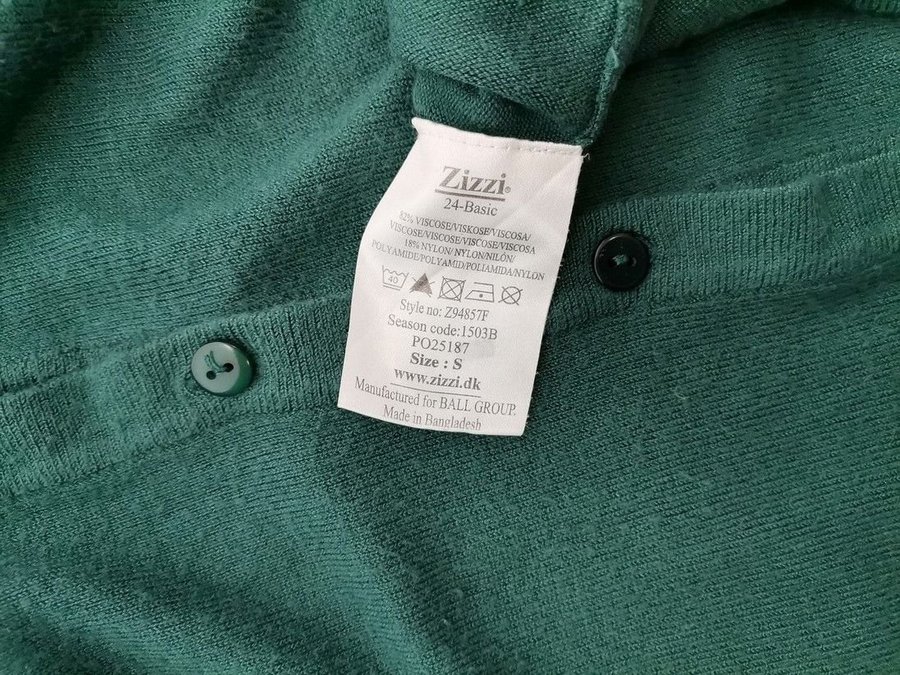 Zizzi®
24-Basic
82% VISCOSE/VISKOSE/VISCOSA/
VISCOSE/VISCOSE/VISCOSE/VISCOSA
18% NYLON/ NYLON/NILÓN/
POLYAMIDE/POLYAMID/POLIAMIDA/NYLON
40
Style no: Z94857F
Season code:1503B
PO25187
Size : S
www.zizzi.dk
Manufactured for BALL GROUP.
Made in Bangladesh